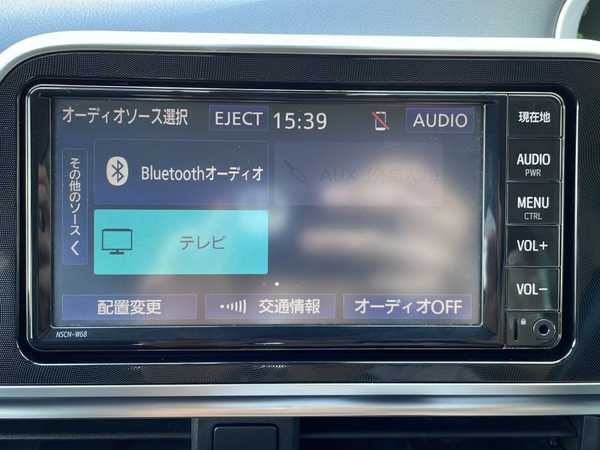 オーディオソース選択 EJECT 15:39 AUDIO
その他のソース
Bluetoothオーディオ
AUX
テレビ
配置変更 交通情報 オーディオOFF
NSCN-W68
現在地
AUDIO
PWR
MENU
CTRL
VOL+
VOL−